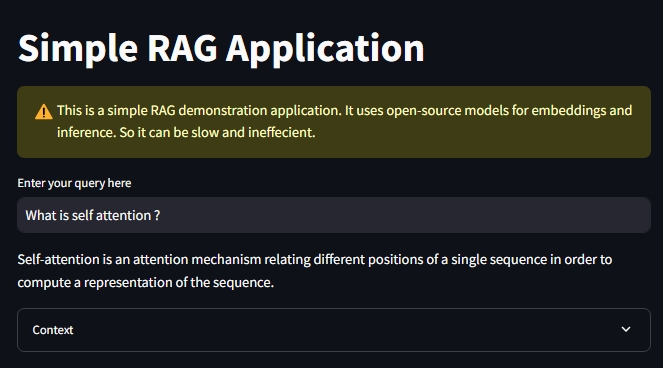 Simple RAG Application
This is a simple RAG demonstration application. It uses open-source models for embeddings and
inference. So it can be slow and ineffecient.
Enter your query here
What is self attention ?
Self-attention is an attention mechanism relating different positions of a single sequence in order to
compute a representation of the sequence.
Context